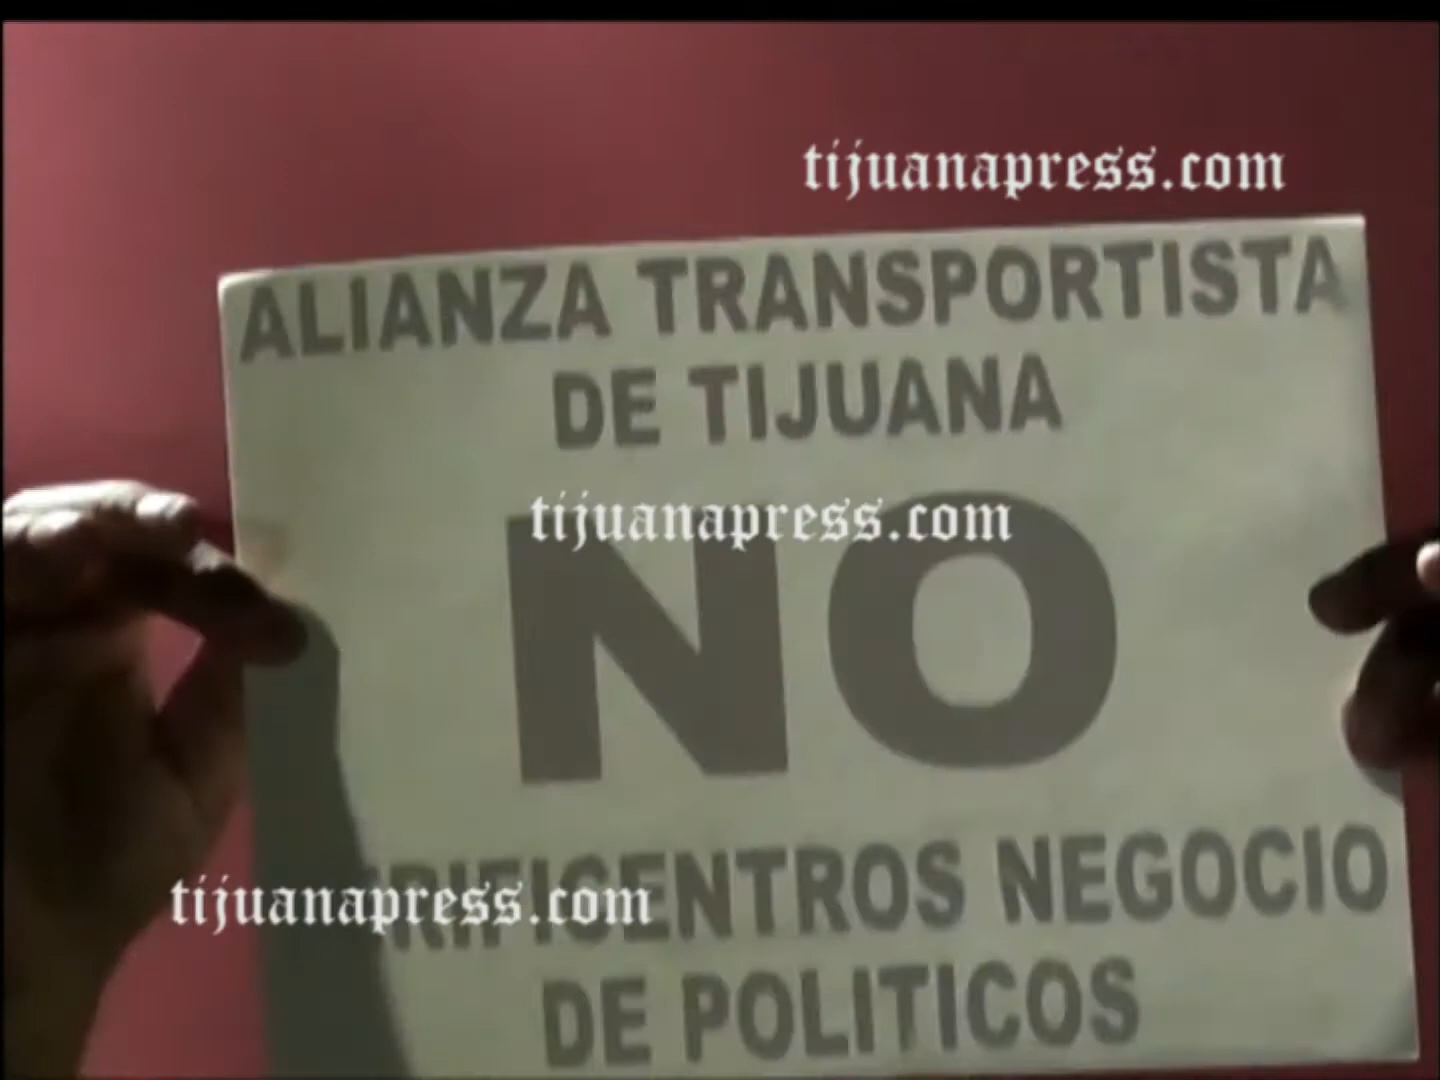 tijuanapress.com
ALIANZA TRANSPORTISTA
DE TIJUANA
tijuanapress.com
NO
NEGOCIO
tijuanapress.com
DE POLITICOS